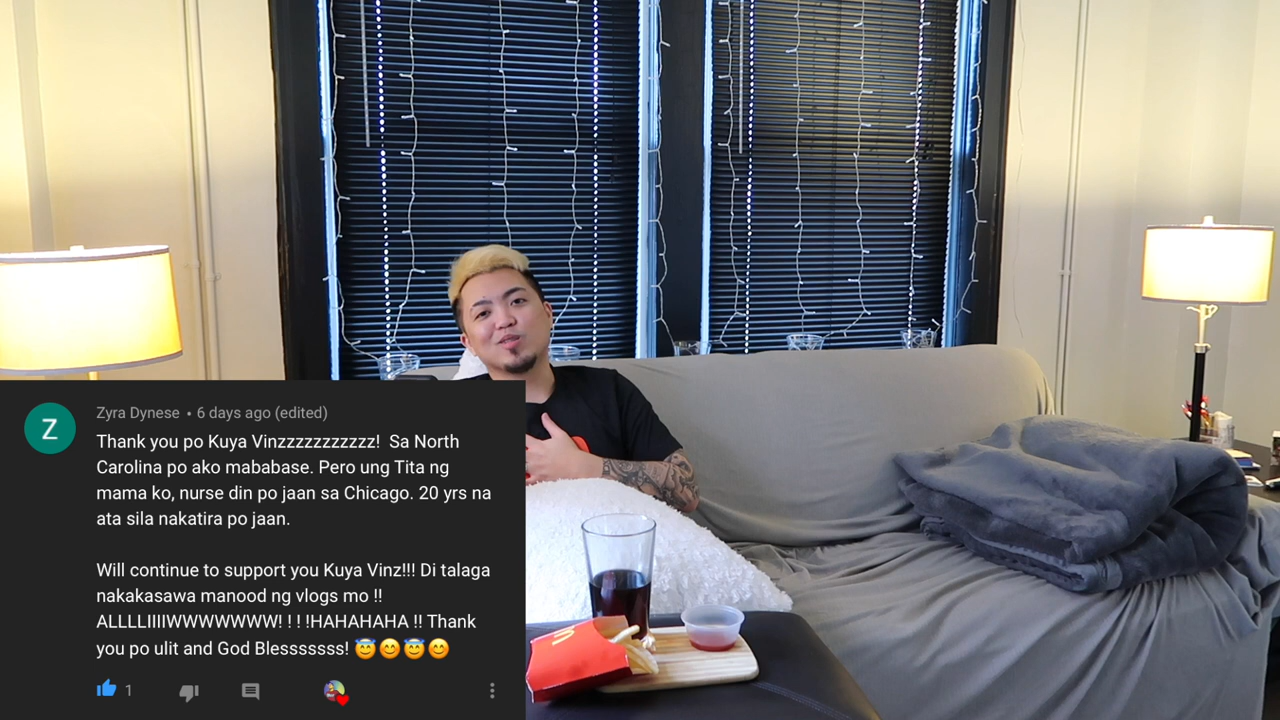 Zyra Dynese • 6 days ago (edited)
Z
Thank you po Kuya Vinzzzzzzzzzzz!  Sa North
Carolina po ako mababase. Pero ung Tita ng
mama ko, nurse din po jaan sa Chicago. 20 yrs na
ata sila nakatira po jaan.
Will continue to support you Kuya Vinz!!! Di talaga
nakakasawa manood ng vlogs mo !!
ALLLLIIIIWWWWWWW! ! ! !HAHAHAHA !! Thank
you po ulit and God Blesssssss! 😇😊😇😊
1